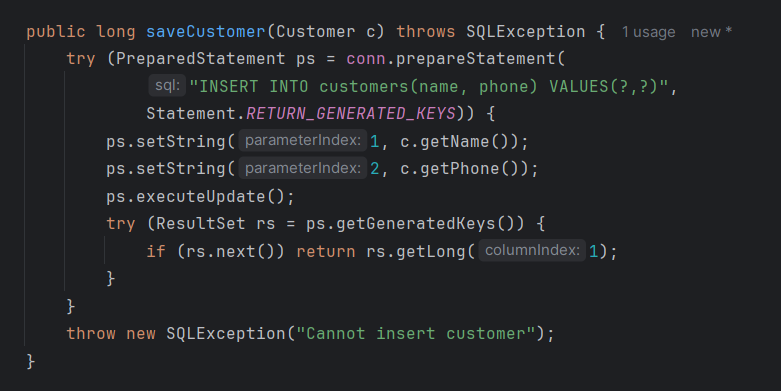 public long saveCustomer(Customer c) throws SQLException { 1 usage new *
try (PreparedStatement ps = conn.prepareStatement(
sql: "INSERT INTO customers(name, phone) VALUES(?,?)",
Statement.RETURN_GENERATED_KEYS)) {
ps.setString( parameterIndex: 1, c.getName());
ps.setString( parameterIndex: 2, c.getPhone());
ps.executeUpdate();
try (ResultSet rs = ps.getGeneratedKeys()) {
if (rs.next()) return rs.getLong( columnIndex: 1);
}
}
throw new SQLException("Cannot insert customer");
}